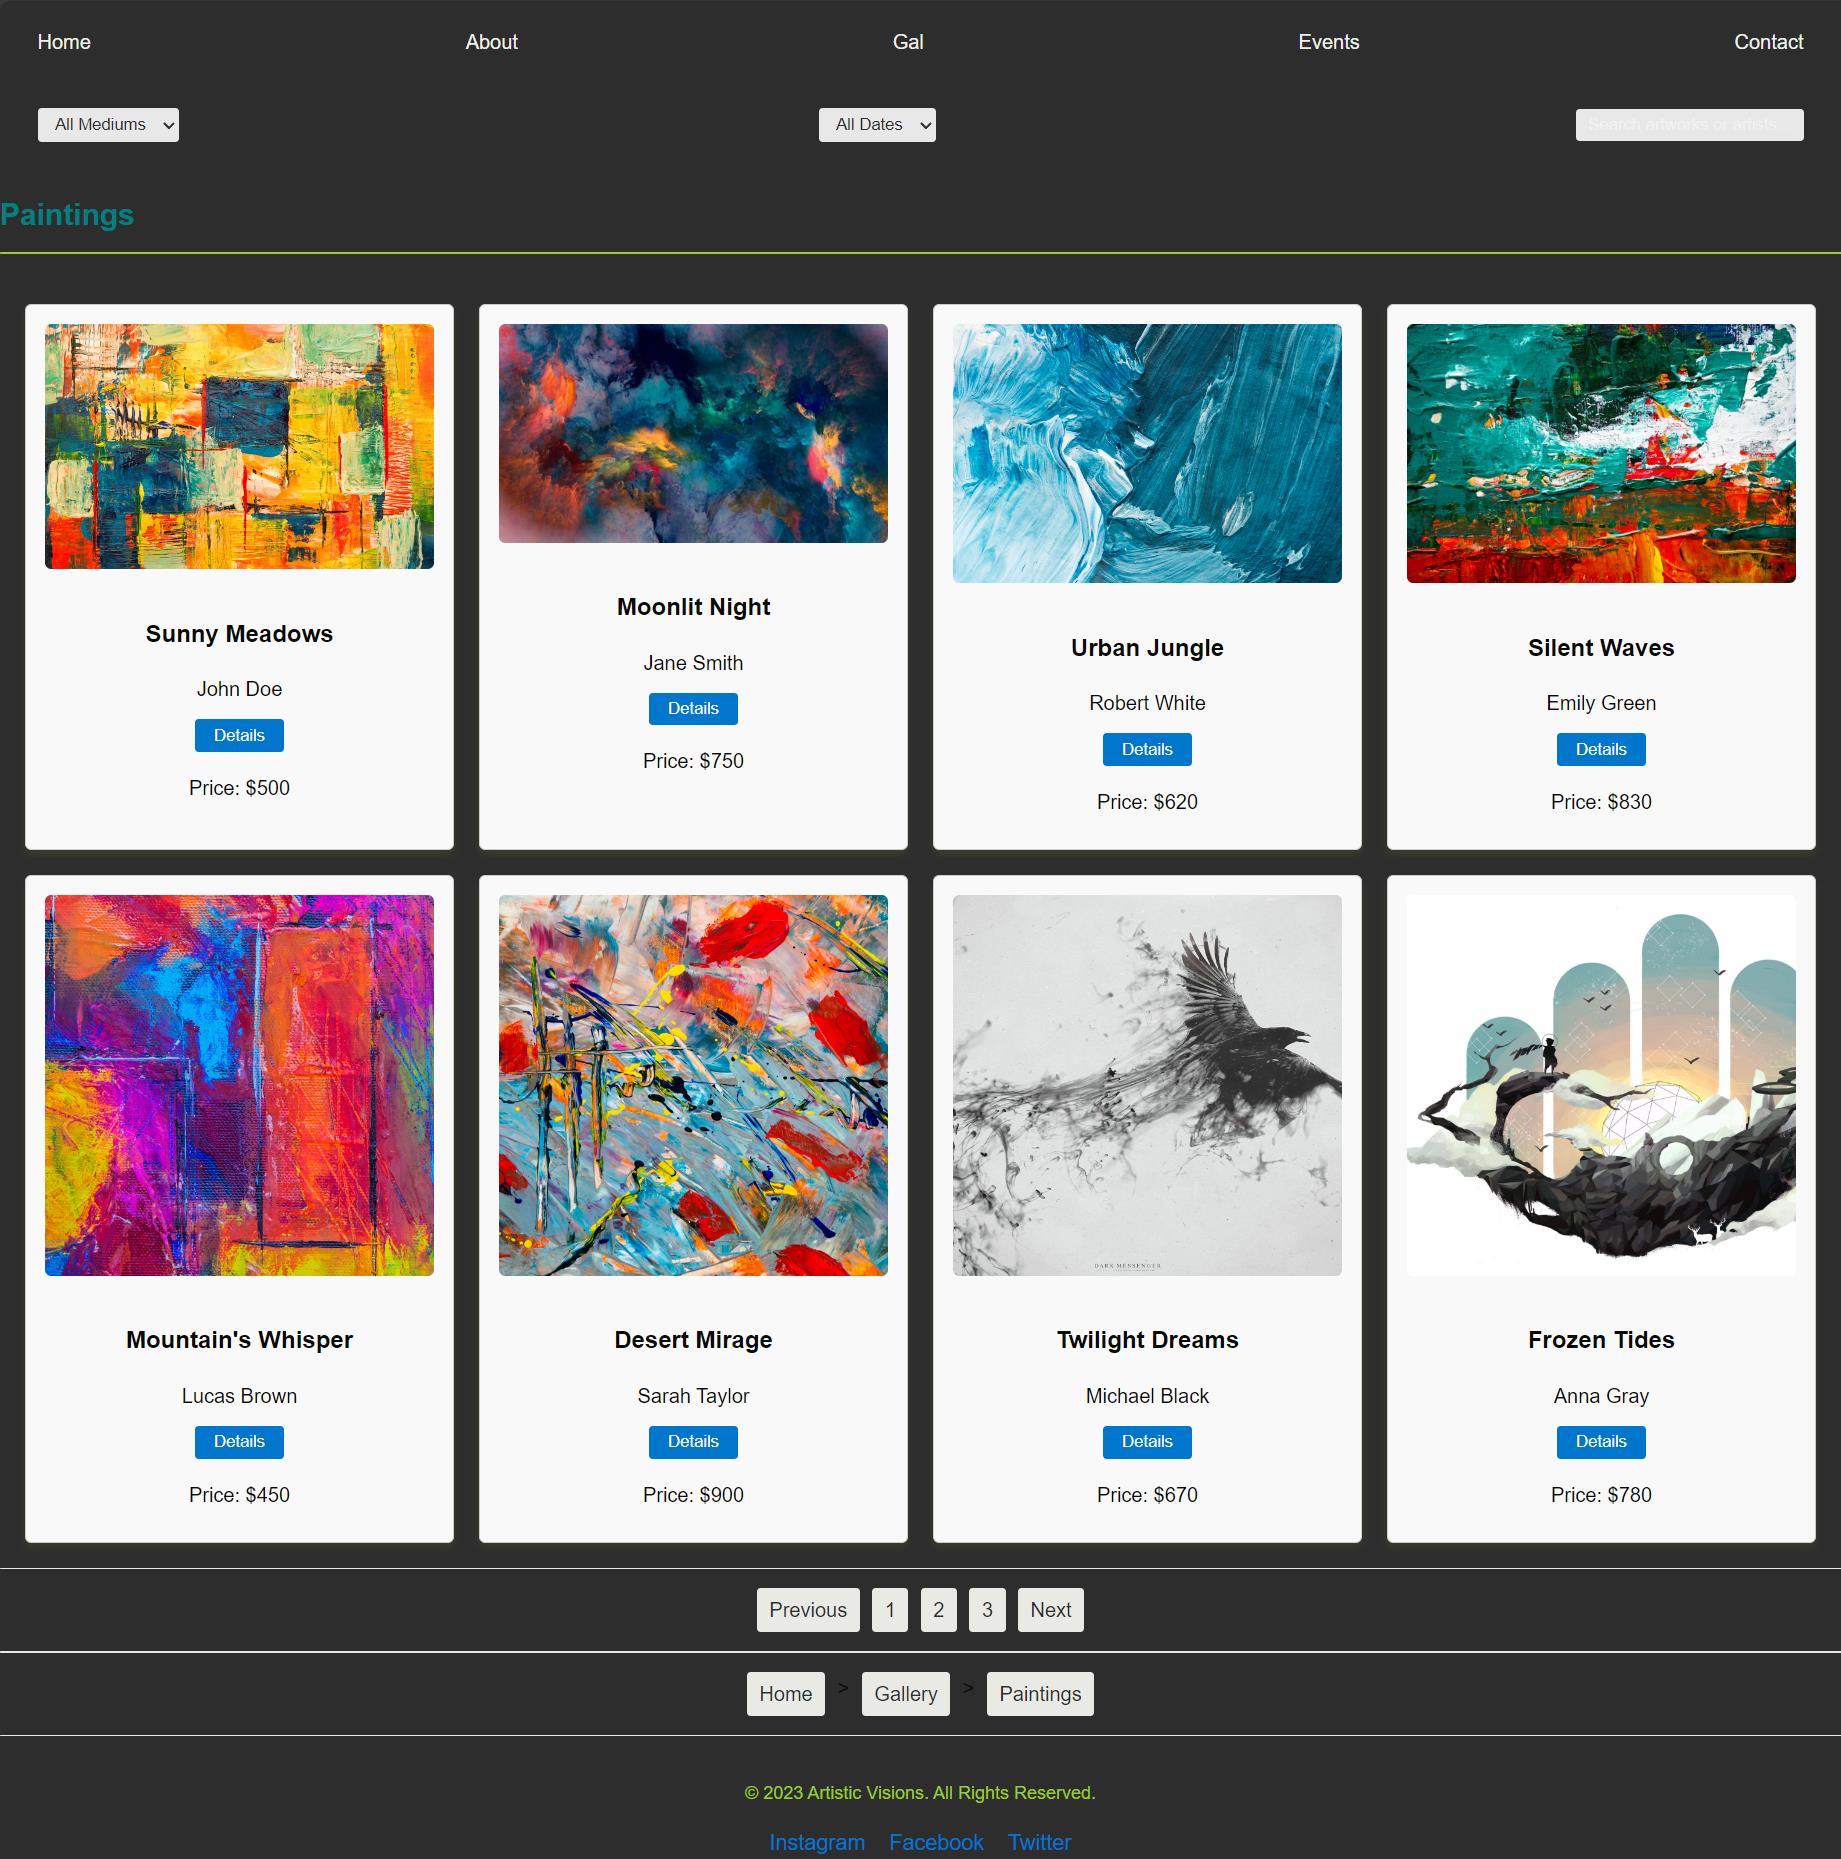 Home About Gal Events Contact
All Mediums All Dates Search artworks or artists...
Paintings
Sunny Meadows
John Doe
Details
Price: $500
Moonlit Night
Jane Smith
Details
Price: $750
Urban Jungle
Robert White
Details
Price: $620
Silent Waves
Emily Green
Details
Price: $830
DARK MESSENGER
Mountain's Whisper
Lucas Brown
Details
Price: $450
Desert Mirage
Sarah Taylor
Details
Price: $900
Twilight Dreams
Michael Black
Details
Price: $670
Frozen Tides
Anna Gray
Details
Price: $780
Previous 1 2 3 Next
Home > Gallery > Paintings
© 2023 Artistic Visions. All Rights Reserved.
Instagram Facebook Twitter